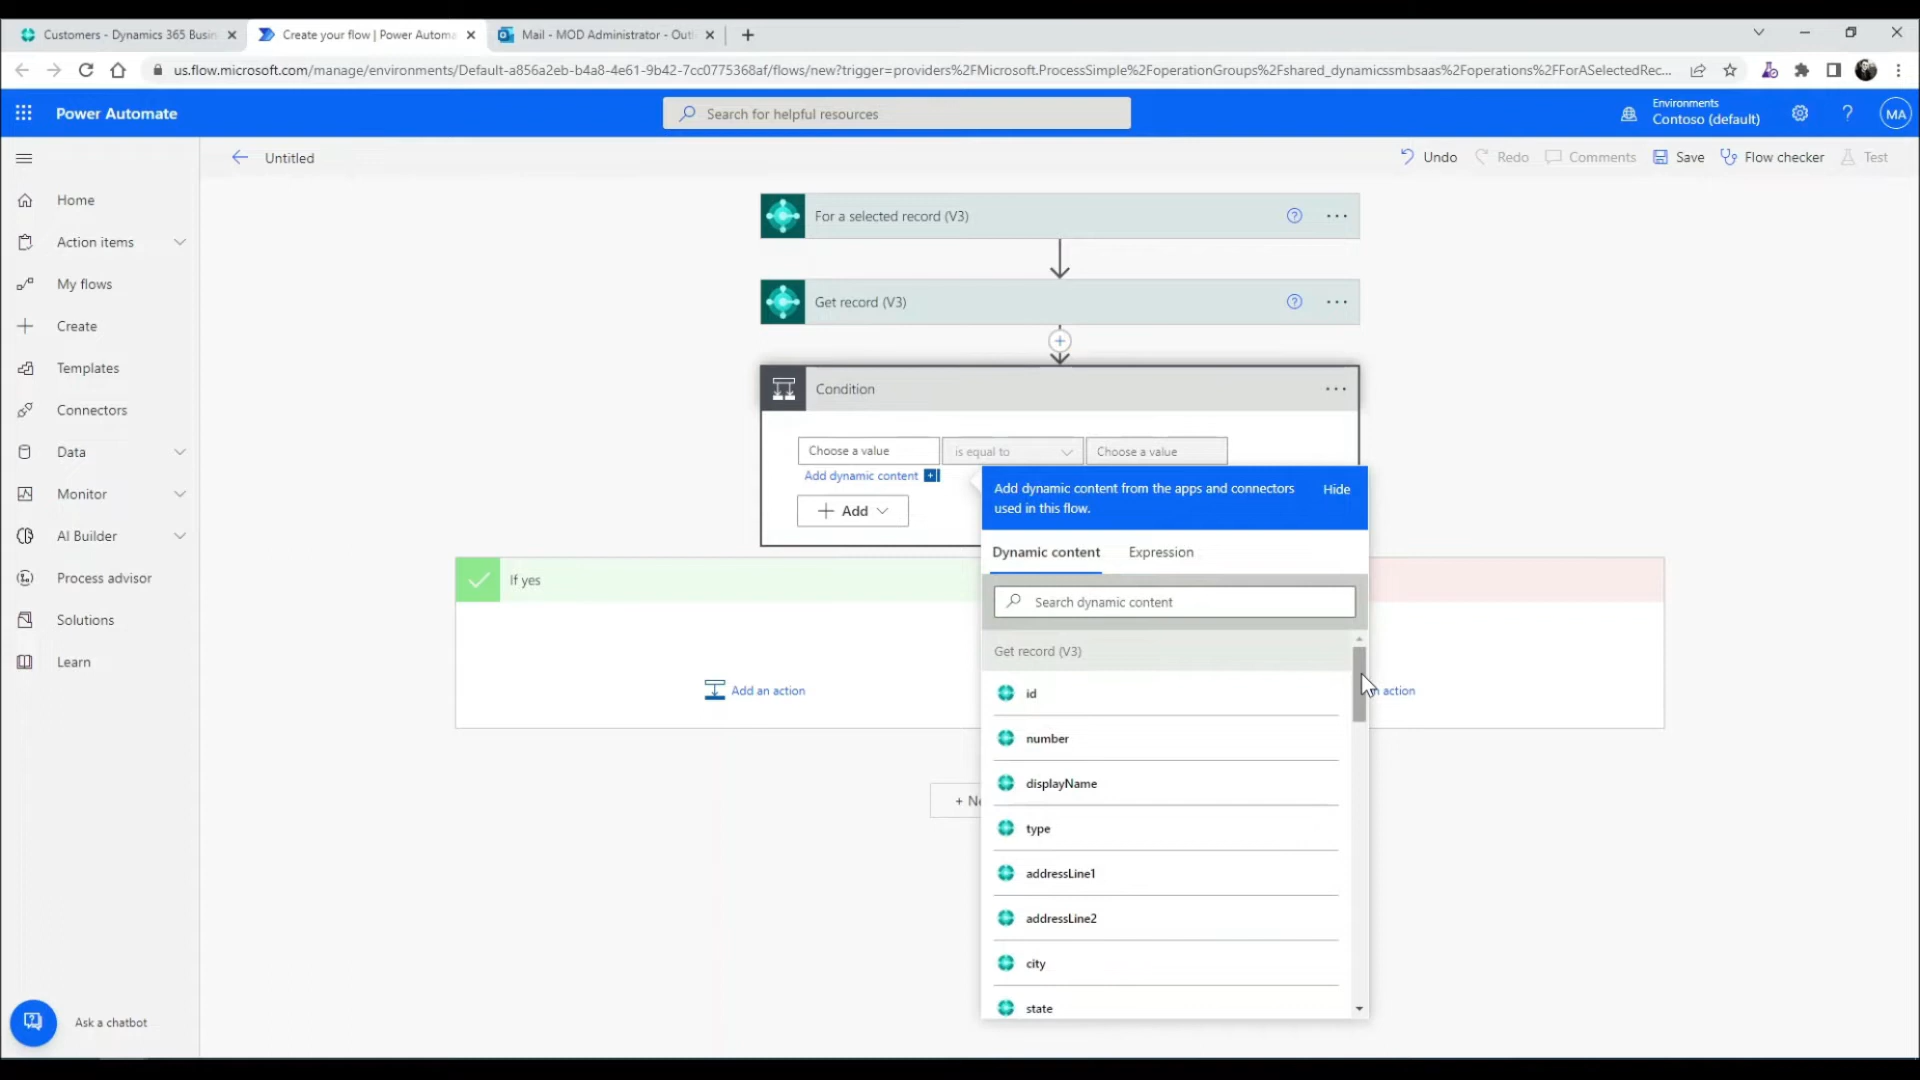 Customers - Dynamics 365 Busin
Create your flow | Power Automa
Mail - MOD Administrator - Outl
us.flow.microsoft.com/manage/environments/Default-a856a2eb-b4a8-4e61-9b42-7cc0775368af/flows/new?trigger=providers%2FMicrosoft.ProcessSimple%2FoperationGroups%2Fshared_dynamicssmbsaas%2Foperations%2FForASelectedRec...
Power Automate
Search for helpful resources
Environments
Contoso (default)
MA
Untitled
Undo
Redo
Comments
Save
Flow checker
Test
Home
Action items
My flows
Create
Templates
Connectors
Data
Monitor
AI Builder
Process advisor
Solutions
Learn
Ask a chatbot
For a selected record (V3)
Get record (V3)
Condition
Choose a value
is equal to
Choose a value
Add dynamic content
Add
If yes
Add an action
n action
+ Ne
Add dynamic content from the apps and connectors
used in this flow.
Hide
Dynamic content
Expression
Search dynamic content
Get record (V3)
id
number
displayName
type
addressLine1
addressLine2
city
state